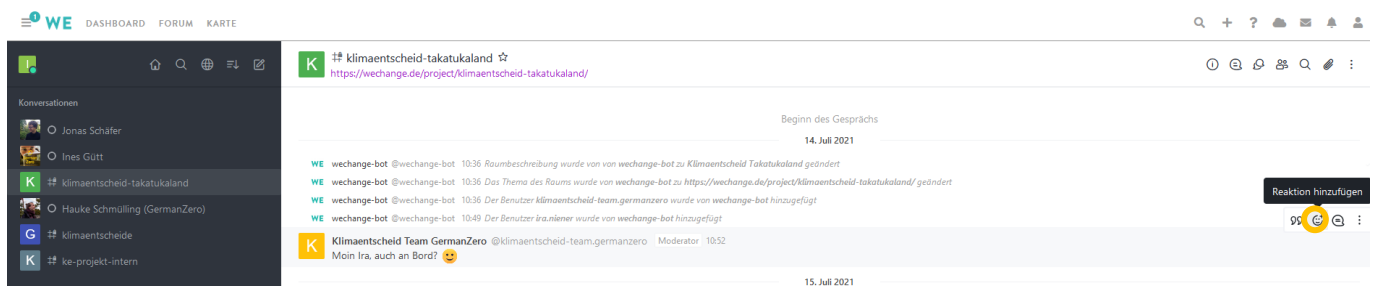 1
WE DASHBOARD FORUM KARTE
I
K klimaentscheid-takatukaland
https://wechange.de/project/klimaentscheid-takatukaland/
Konversationen
Jonas Schäfer
Ines Gütt
K klimaentscheid-takatukaland
Hauke Schmülling (GermanZero)
G klimaentscheide
K ke-projekt-intern
Beginn des Gesprächs
14. Juli 2021
WE wechange-bot @wechange-bot 10:36 Raumbeschreibung wurde von von wechange-bot zu Klimaentscheid Takatukaland geändert
WE wechange-bot @wechange-bot 10:36 Das Thema des Raums wurde von wechange-bot zu https://wechange.de/project/klimaentscheid-takatukaland/ geändert
WE wechange-bot @wechange-bot 10:36 Der Benutzer klimaentscheid-team.germanzero wurde von wechange-bot hinzugefügt
WE wechange-bot @wechange-bot 10:49 Der Benutzer ira.niener wurde von wechange-bot hinzugefügt
Reaktion hinzufügen
K Klimaentscheid Team GermanZero @klimaentscheid-team.germanzero Moderator 10:52
Moin Ira, auch an Bord? 🙂
15. Juli 2021